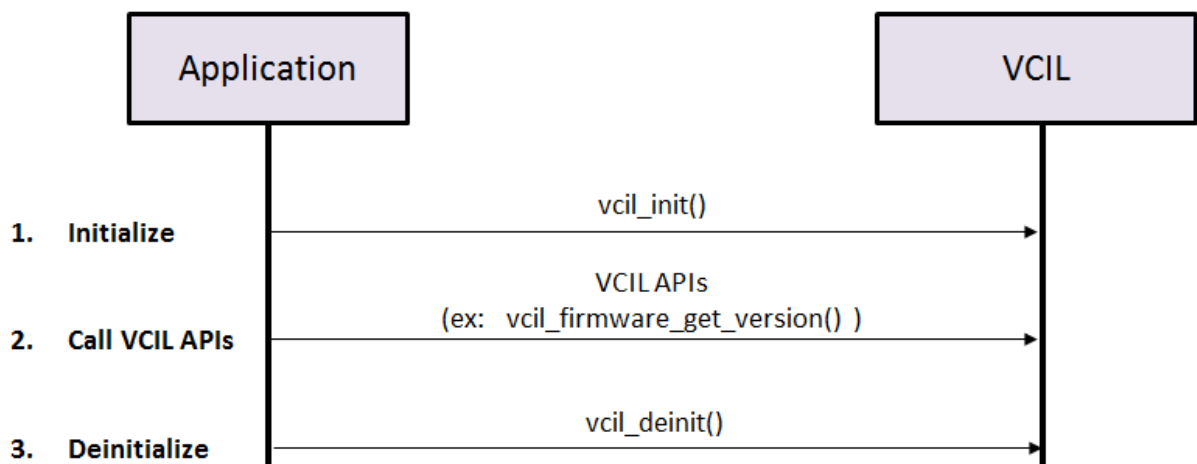 Application
VCIL
vcil_init()
1. Initialize
VCIL APIs
(ex: vcil_firmware_get_version() )
2. Call VCIL APIs
vcil_deinit()
3. Deinitialize